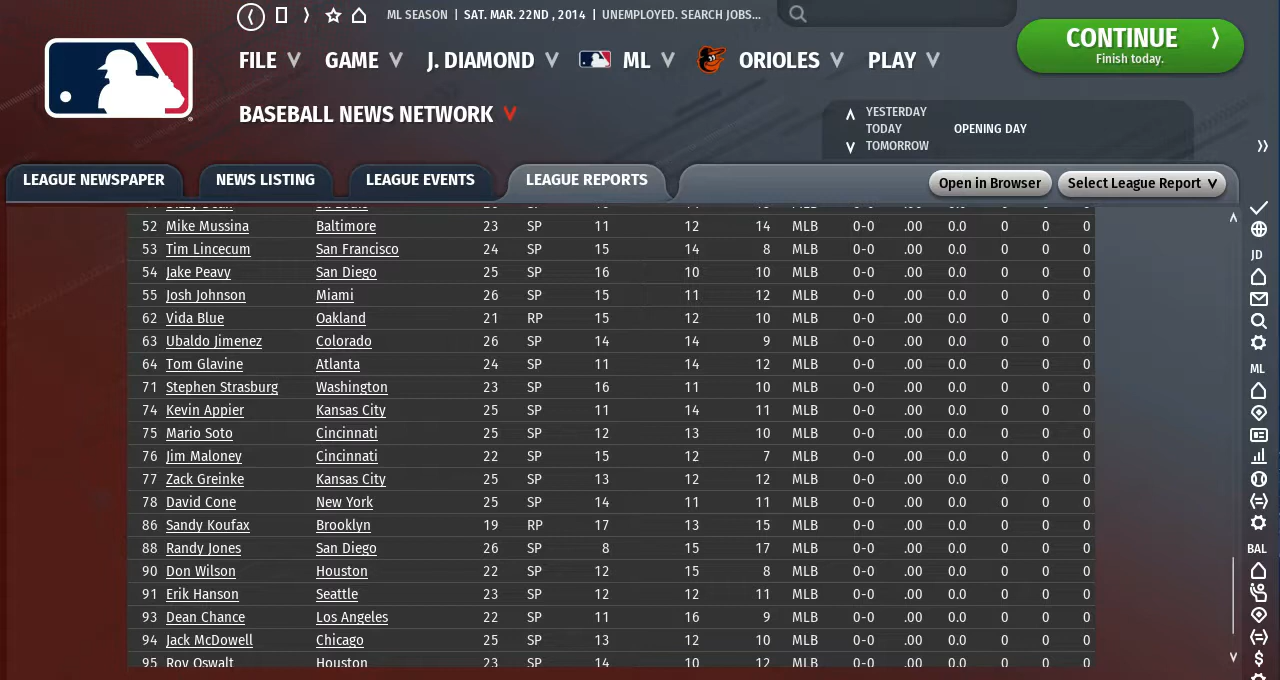 ML SEASON | SAT. MAR. 22ND , 2014 | UNEMPLOYED. SEARCH JOBS...
CONTINUE
Finish today.
FILE GAME J. DIAMOND ML ORIOLES PLAY
BASEBALL NEWS NETWORK
YESTERDAY
TODAY OPENING DAY
TOMORROW
LEAGUE NEWSPAPER NEWS LISTING LEAGUE EVENTS LEAGUE REPORTS Open in Browser Select League Report
52 Mike Mussina Baltimore 23 SP 11 12 14 MLB 0-0 .00 0.0 0 0 0
53 Tim Lincecum San Francisco 24 SP 15 14 8 MLB 0-0 .00 0.0 0 0 0
54 Jake Peavy San Diego 25 SP 16 10 10 MLB 0-0 .00 0.0 0 0 0
55 Josh Johnson Miami 26 SP 15 11 12 MLB 0-0 .00 0.0 0 0 0
62 Vida Blue Oakland 21 RP 15 12 10 MLB 0-0 .00 0.0 0 0 0
63 Ubaldo Jimenez Colorado 26 SP 14 14 9 MLB 0-0 .00 0.0 0 0 0
64 Tom Glavine Atlanta 24 SP 11 14 12 MLB 0-0 .00 0.0 0 0 0
71 Stephen Strasburg Washington 23 SP 16 11 10 MLB 0-0 .00 0.0 0 0 0
74 Kevin Appier Kansas City 25 SP 11 14 11 MLB 0-0 .00 0.0 0 0 0
75 Mario Soto Cincinnati 25 SP 12 13 10 MLB 0-0 .00 0.0 0 0 0
76 Jim Maloney Cincinnati 22 SP 15 12 7 MLB 0-0 .00 0.0 0 0 0
77 Zack Greinke Kansas City 25 SP 13 12 12 MLB 0-0 .00 0.0 0 0 0
78 David Cone New York 25 SP 14 11 11 MLB 0-0 .00 0.0 0 0 0
86 Sandy Koufax Brooklyn 19 RP 17 13 15 MLB 0-0 .00 0.0 0 0 0
88 Randy Jones San Diego 26 SP 8 15 17 MLB 0-0 .00 0.0 0 0 0
90 Don Wilson Houston 22 SP 12 15 8 MLB 0-0 .00 0.0 0 0 0
91 Erik Hanson Seattle 23 SP 12 12 11 MLB 0-0 .00 0.0 0 0 0
93 Dean Chance Los Angeles 22 SP 11 16 9 MLB 0-0 .00 0.0 0 0 0
94 Jack McDowell Chicago 25 SP 13 12 10 MLB 0-0 .00 0.0 0 0 0
95 Roy Oswalt Houston 23 SP 14 10 12 MLB 0-0 .00 0.0 0 0 0
JD
ML
BAL